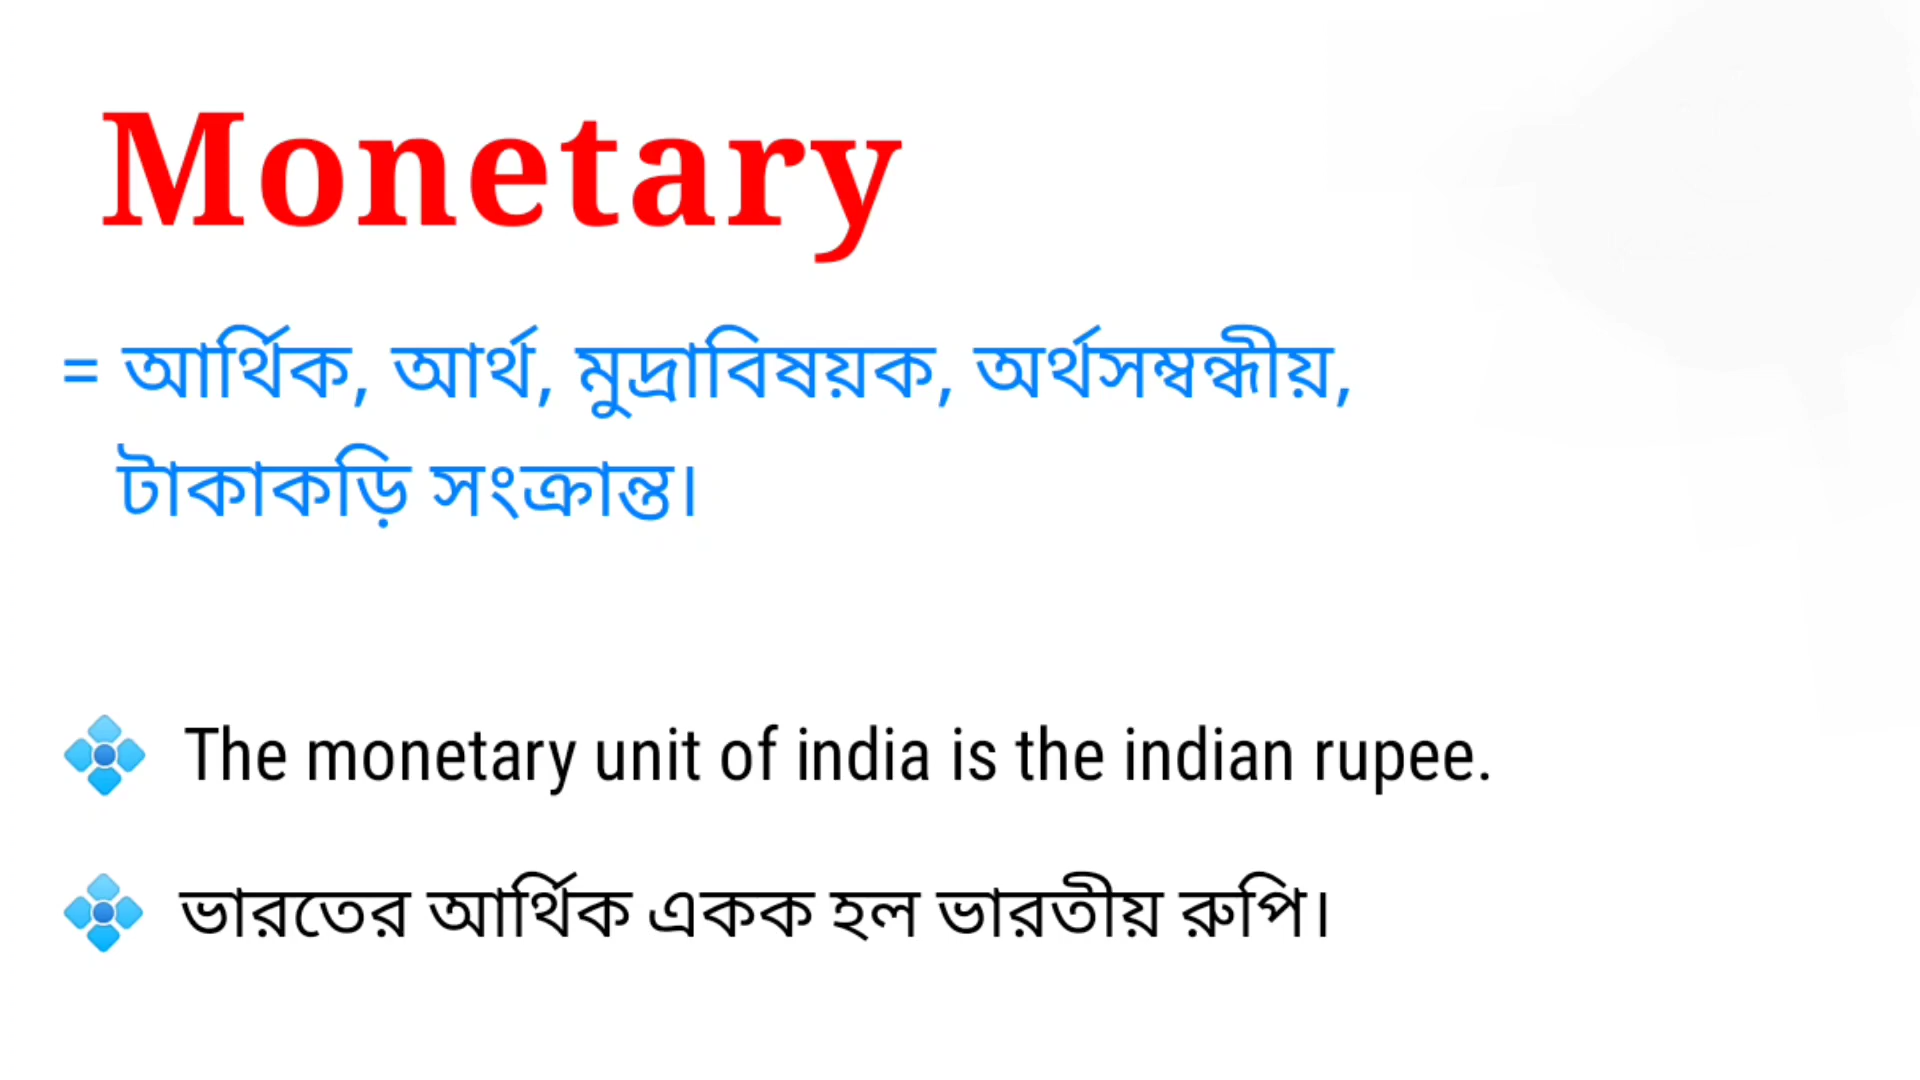 Monetary
= আর্থিক, আর্থ, মুদ্রাবিষয়ক, অর্থসম্বন্ধীয়,
টাকাকড়ি সংক্রান্ত।
The monetary unit of india is the indian rupee.
ভারতের আর্থিক একক হল ভারতীয় রুপি।